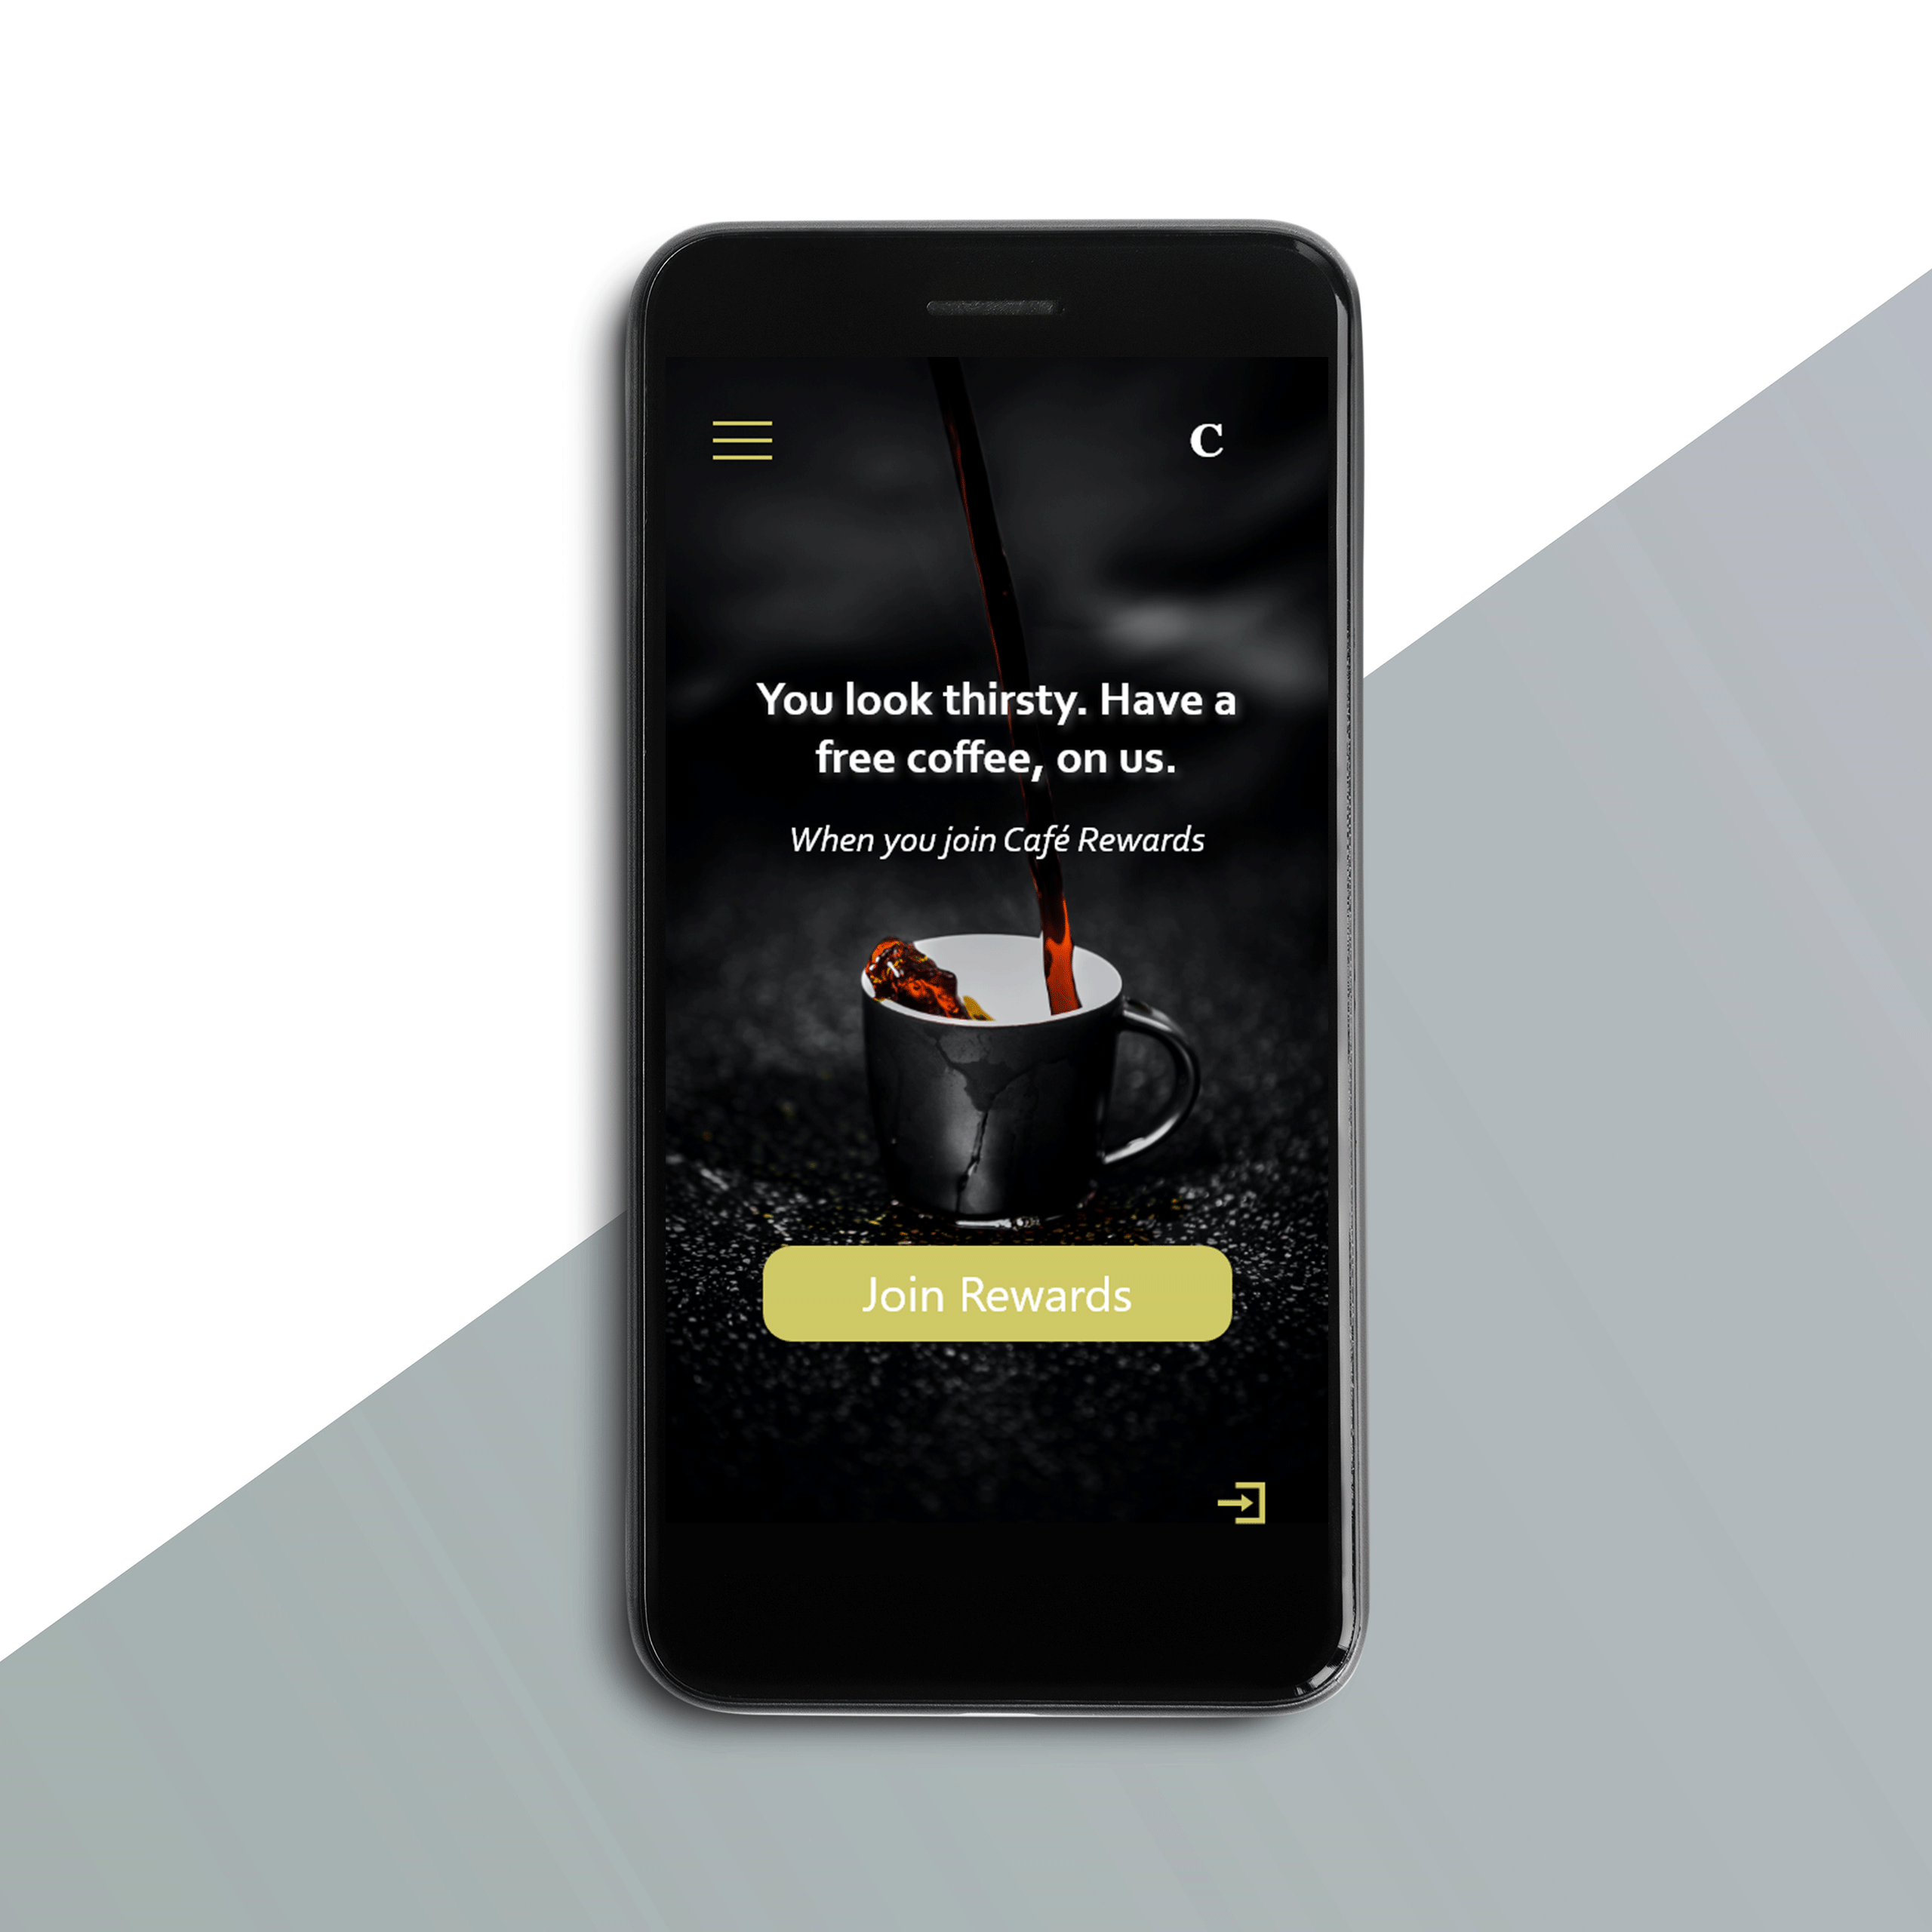 C
You look thirsty. Have a
free coffee, on us.
When you join Café Rewards
Join Rewards